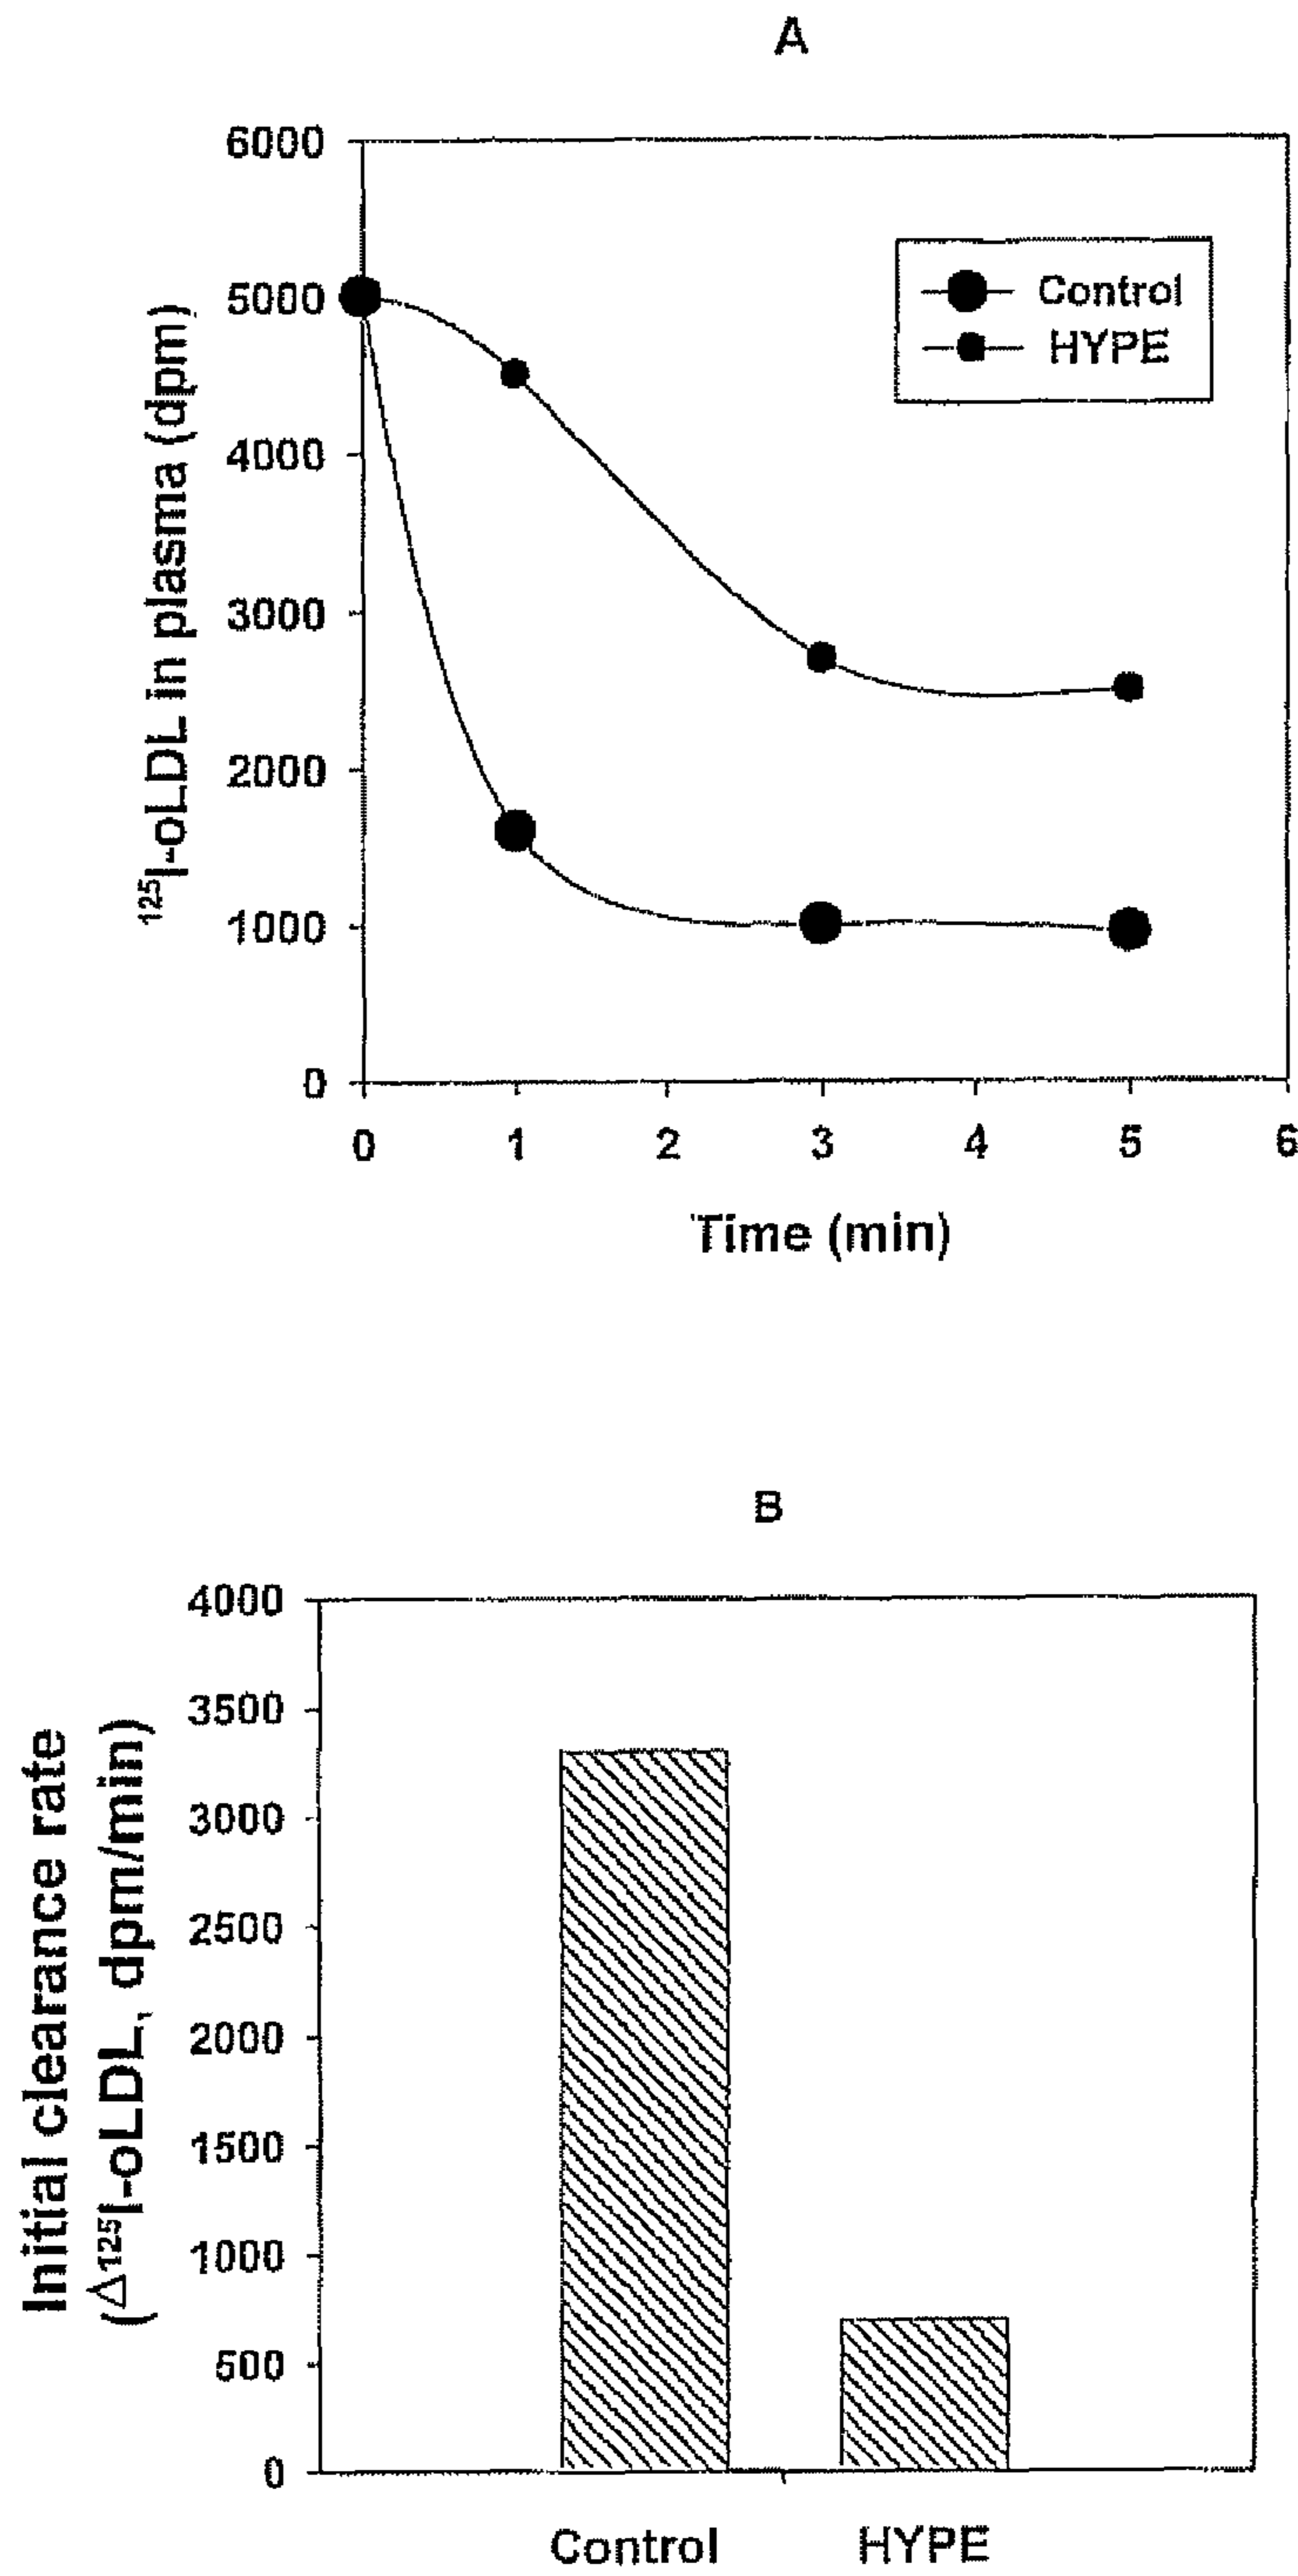 A
6000
5000
4000
3000
2000
1000
0
¹²⁵I-oLDL in plasma (dpm)
Control
HYPE
0 1 2 3 4 5 6
Time (min)
B
4000
3500
3000
2500
2000
1500
1000
500
0
Initial clearance rate
(△¹²⁵I-oLDL, dpm/min)
Control HYPE